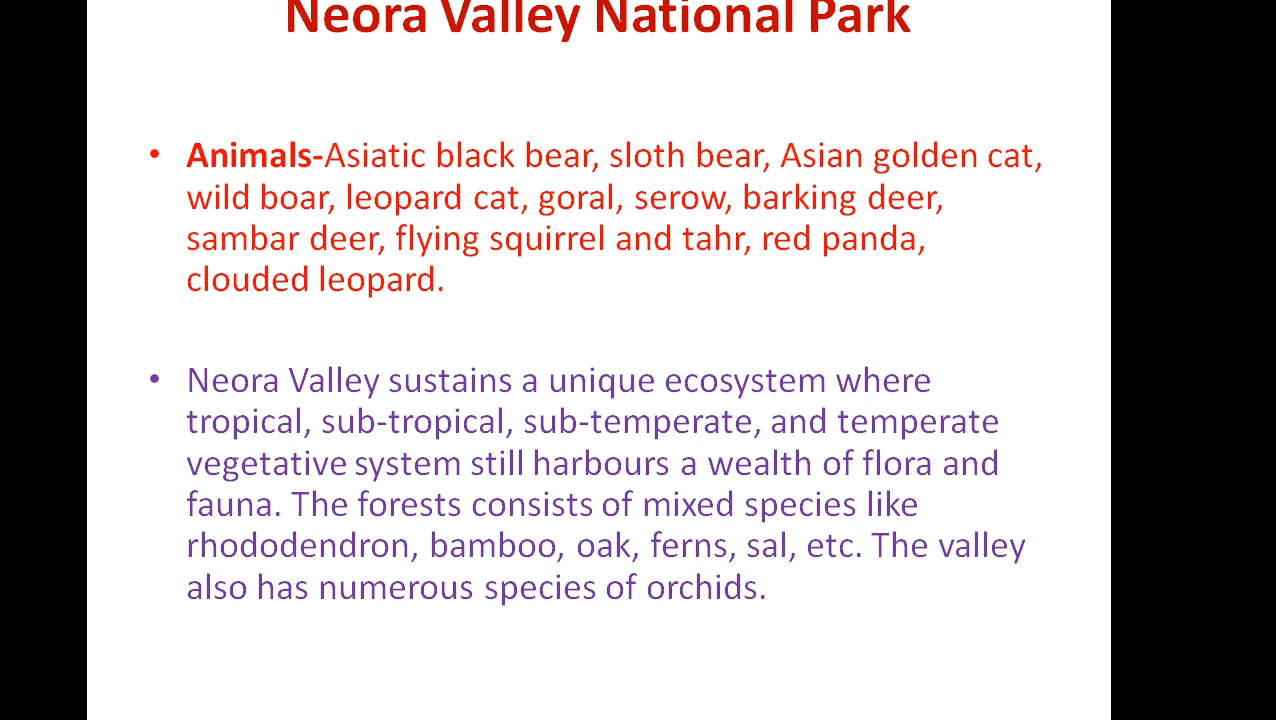 Neora Valley National Park
• Animals-Asiatic black bear, sloth bear, Asian golden cat,
wild boar, leopard cat, goral, serow, barking deer,
sambar deer, flying squirrel and tahr, red panda,
clouded leopard.
• Neora Valley sustains a unique ecosystem where
tropical, sub-tropical, sub-temperate, and temperate
vegetative system still harbours a wealth of flora and
fauna. The forests consists of mixed species like
rhododendron, bamboo, oak, ferns, sal, etc. The valley
also has numerous species of orchids.